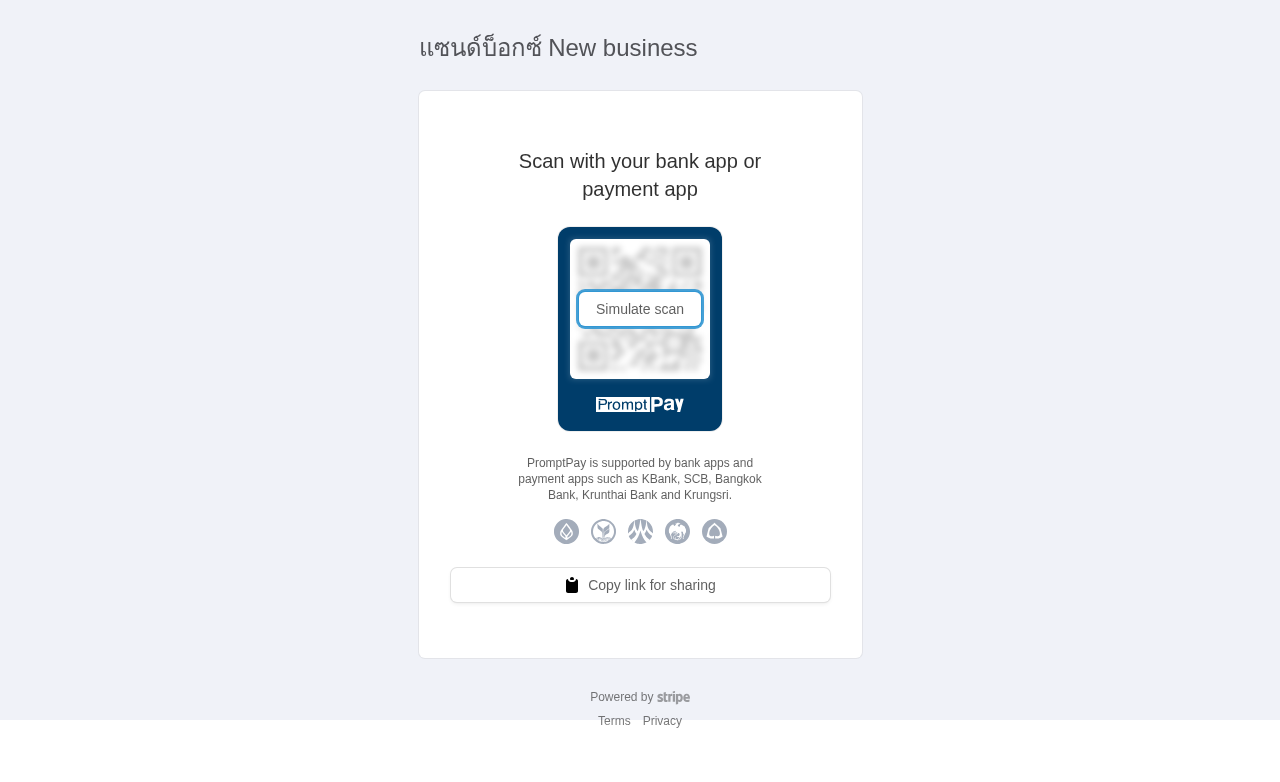 แซนด์บ็อกซ์ New business
Scan with your bank app or
payment app
Simulate scan
PromptPay
PromptPay is supported by bank apps and
payment apps such as KBank, SCB, Bangkok
Bank, Krunthai Bank and Krungsri.
Copy link for sharing
Powered by stripe
Terms Privacy